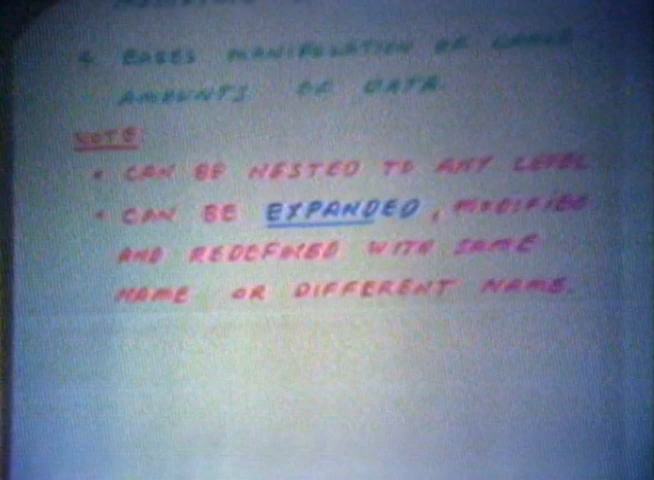 4 EASES MANIPULATION OF LARGE
AMOUNTS OF DATA.
NOTE:
• CAN BE NESTED TO ANY LEVEL
• CAN BE EXPANDED, MODIFIED
AND REDEFINED WITH SAME
NAME OR DIFFERENT NAME.